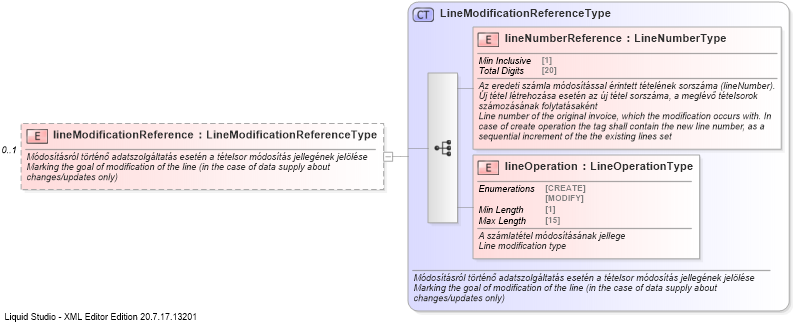 CT LineModificationReferenceType
E lineNumberReference : LineNumberType
Min Inclusive [1]
Total Digits [20]
Az eredeti számla módosítással érintett tételének sorszáma (lineNumber).
Új tétel létrehozása esetén az új tétel sorszáma, a meglévő tételsorok
számozásának folytatásaként
Line number of the original invoice, which the modification occurs with. In
case of create operation the tag shall contain the new line number, as a
sequential increment of the the existing lines set
0..1
E lineModificationReference : LineModificationReferenceType
Módosításról történő adatszolgáltatás esetén a tételsor módosítás jellegének jelölése
Marking the goal of modification of the line (in the case of data supply about
changes/updates only)
E lineOperation : LineOperationType
Enumerations [CREATE]
[MODIFY]
Min Length [1]
Max Length [15]
A számlatétel módosításának jellege
Line modification type
Módosításról történő adatszolgáltatás esetén a tételsor módosítás jellegének jelölése
Marking the goal of modification of the line (in the case of data supply about
changes/updates only)
Liquid Studio - XML Editor Edition 20.7.17.13201